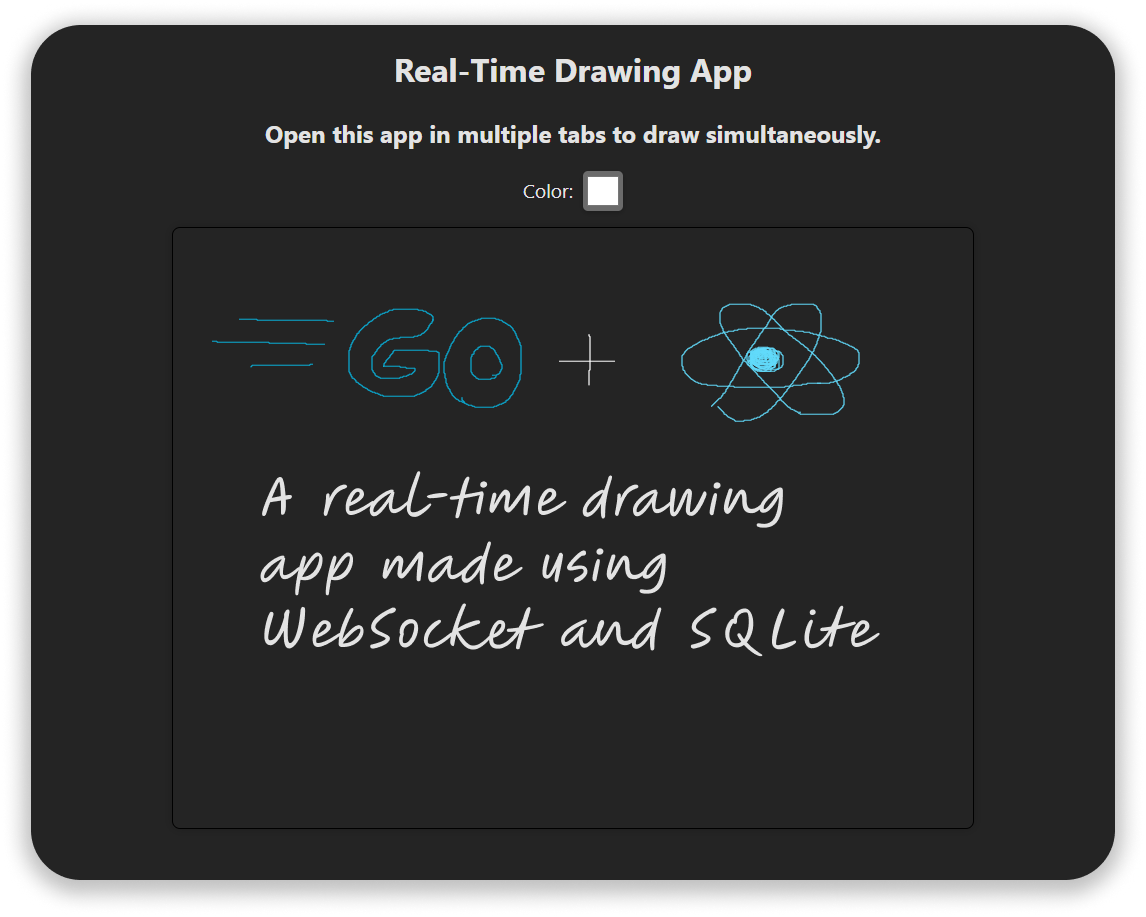 Real-Time Drawing App
Open this app in multiple tabs to draw simultaneously.
Color:
GO +
A real-time drawing
app made using
WebSocket and SQLite